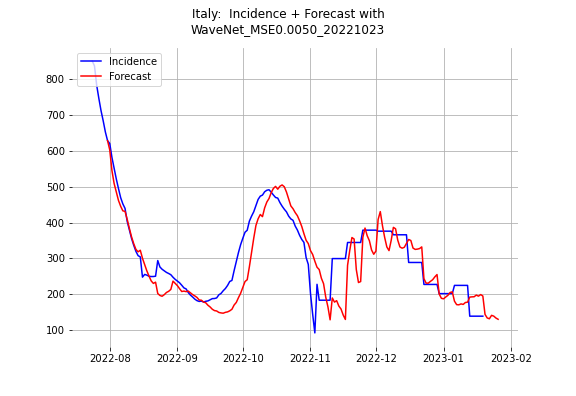 Italy:  Incidence + Forecast with
WaveNet_MSE0.0050_20221023
Incidence
Forecast
800
700
600
500
400
300
200
100
2022-08 2022-09 2022-10 2022-11 2022-12 2023-01 2023-02